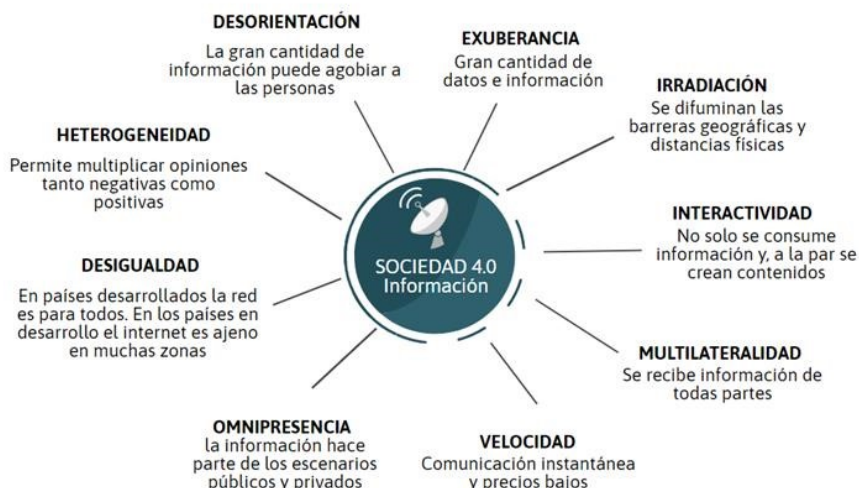 DESORIENTACIÓN
La gran cantidad de
información puede agobiar a
las personas
EXUBERANCIA
Gran cantidad de
datos e información
IRRADIACIÓN
Se difuminan las
barreras geográficas y
distancias físicas
HETEROGENEIDAD
Permite multiplicar opiniones
tanto negativas como
positivas
INTERACTIVIDAD
No solo se consume
información y, a la par se
crean contenidos
SOCIEDAD 4.0
Información
DESIGUALDAD
En países desarrollados la red
es para todos. En los países en
desarrollo el internet es ajeno
en muchas zonas
MULTILATERALIDAD
Se recibe información de
todas partes
OMNIPRESENCIA
la información hace
parte de los escenarios
públicos y privados
VELOCIDAD
Comunicación instantánea
y precios bajos